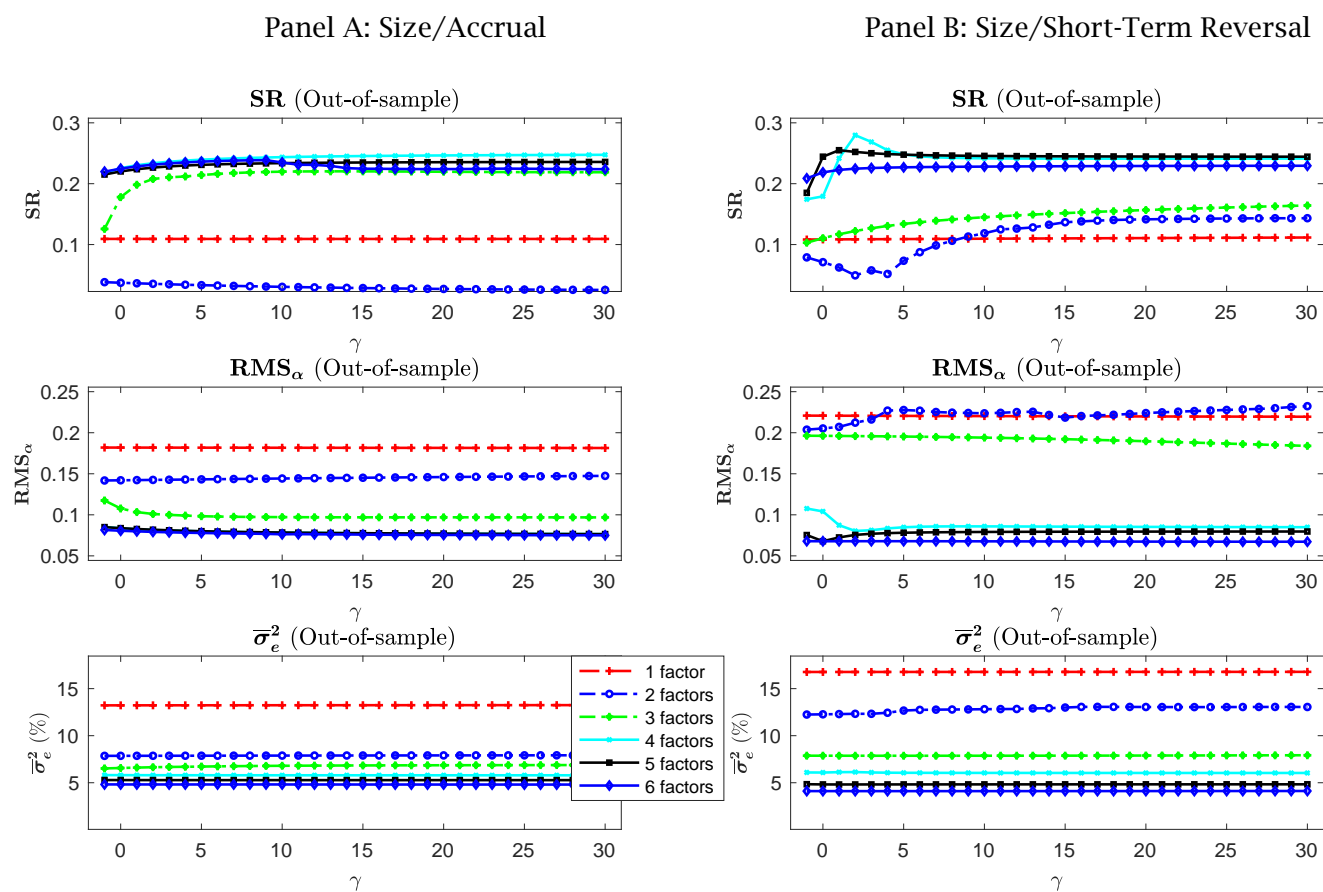 Panel A: Size/Accrual
SR (Out-of-sample)
SR
0.3
0.2
0.1
0 5 10 15 20 25 30
γ
RMSα (Out-of-sample)
RMSα
0.25
0.2
0.15
0.1
0.05
0 5 10 15 20 25 30
γ
σ̅²ₑ (Out-of-sample)
σ̅²ₑ (%)
15
10
5
0 5 10 15 20 25 30
γ
1 factor
2 factors
3 factors
4 factors
5 factors
6 factors
Panel B: Size/Short-Term Reversal
SR (Out-of-sample)
SR
0.3
0.2
0.1
0 5 10 15 20 25 30
γ
RMSα (Out-of-sample)
RMSα
0.25
0.2
0.15
0.1
0.05
0 5 10 15 20 25 30
γ
σ̅²ₑ (Out-of-sample)
σ̅²ₑ (%)
15
10
5
0 5 10 15 20 25 30
γ